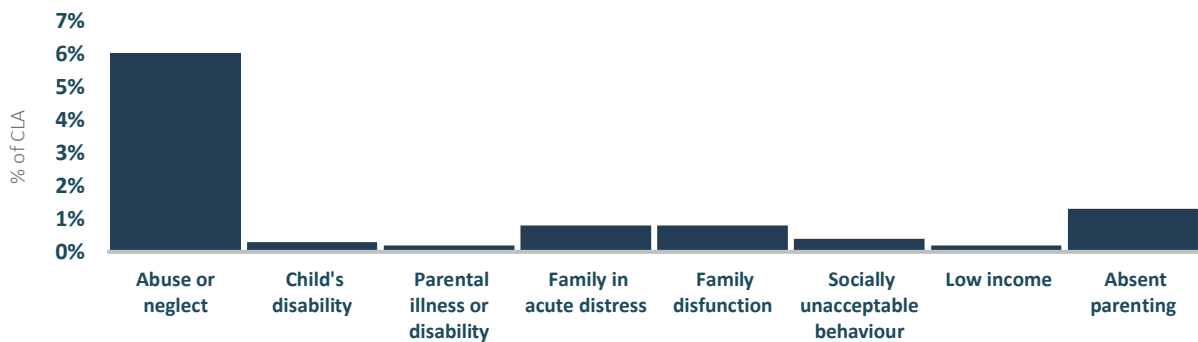 7%
6%
5%
4%
3%
2%
1%
0%
% of CLA
Abuse or
neglect
Child's
disability
Parental
illness or
disability
Family in
acute distress
Family
disfunction
Socially
unacceptable
behaviour
Low income
Absent
parenting